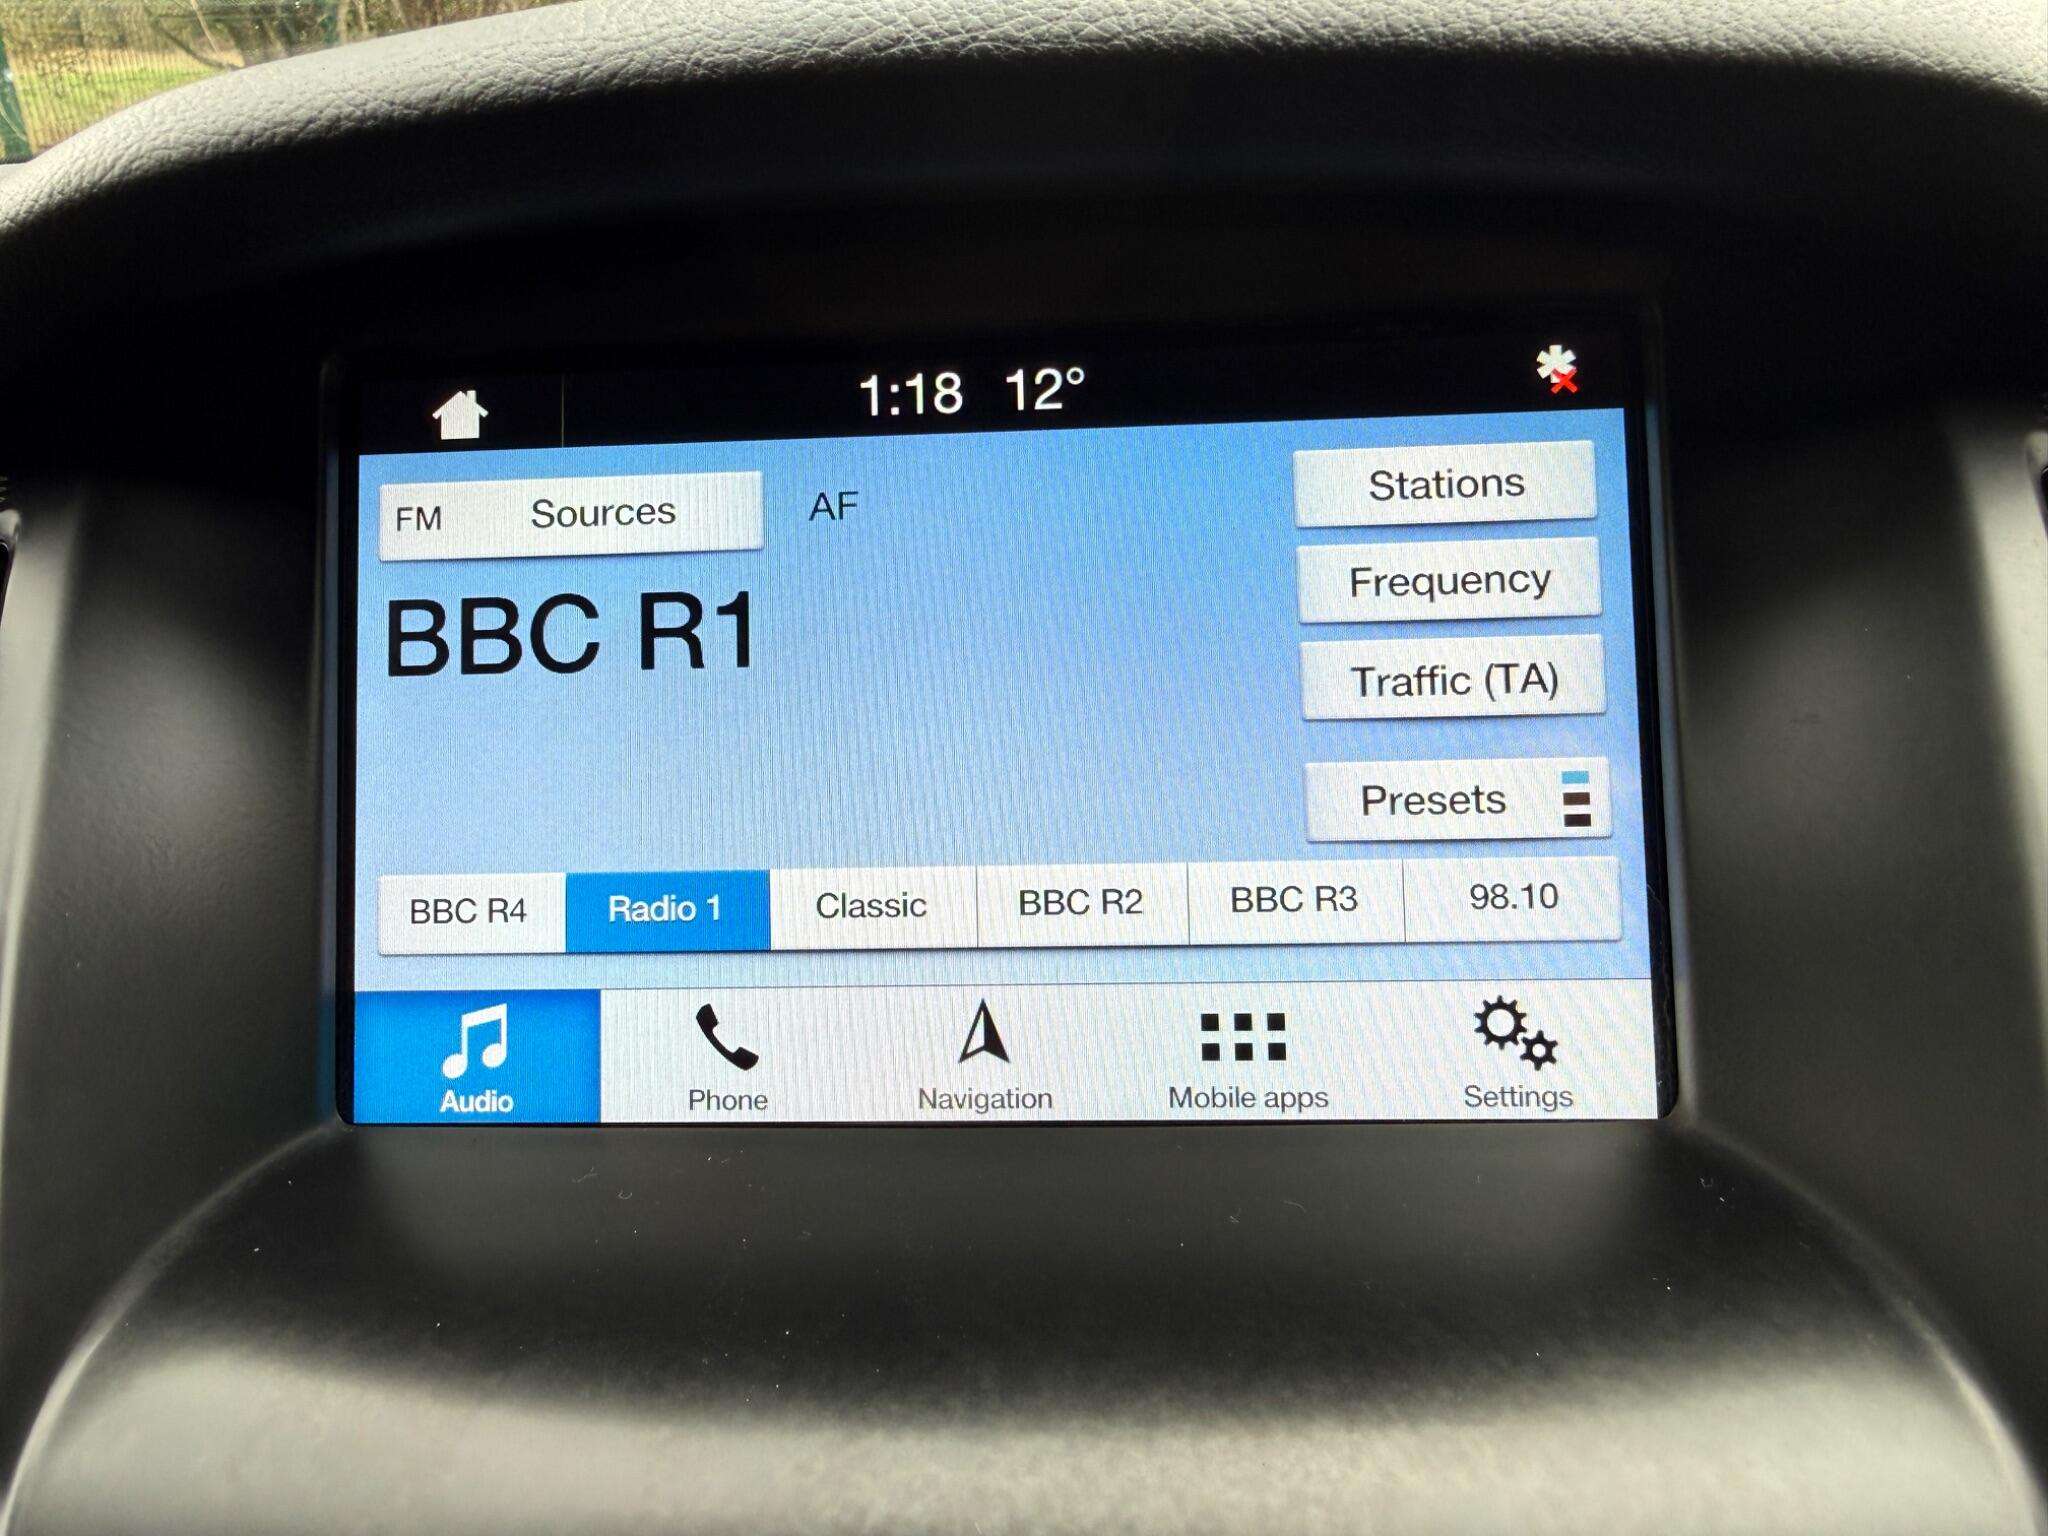 1:18 12°
FM Sources AF
Stations
BBC R1
Frequency
Traffic (TA)
Presets
BBC R4 Radio 1 Classic BBC R2 BBC R3 98.10
Audio Phone Navigation Mobile apps Settings